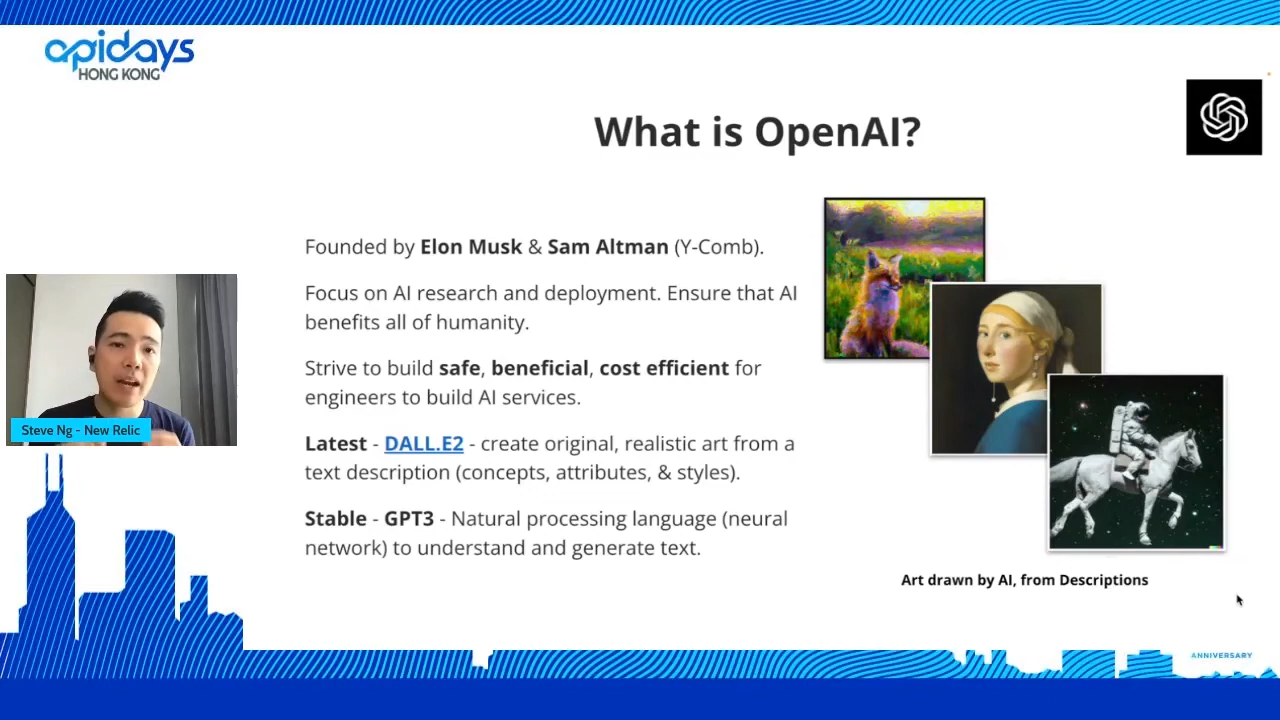 apidays
HONG KONG
What is OpenAI?
Founded by Elon Musk & Sam Altman (Y-Comb).
Focus on AI research and deployment. Ensure that AI
benefits all of humanity.
Strive to build safe, beneficial, cost efficient for
engineers to build AI services.
Latest - DALL.E2 - create original, realistic art from a
text description (concepts, attributes, & styles).
Stable - GPT3 - Natural processing language (neural
network) to understand and generate text.
Art drawn by AI, from Descriptions
Steve Ng - New Relic
ANNIVERSARY